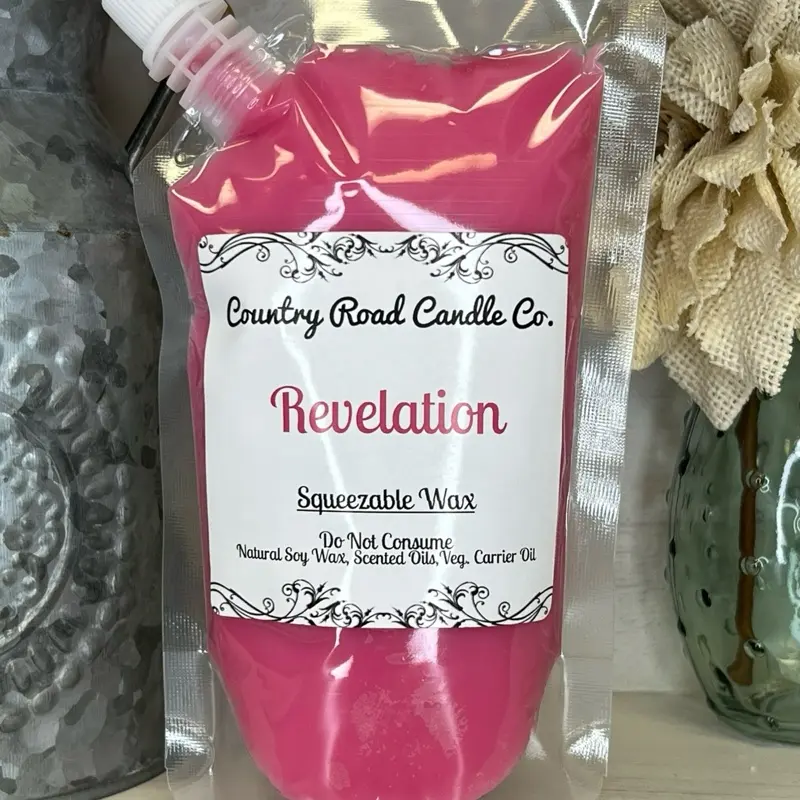 Country Road Candle Co.
Revelation
Squeezable Wax
Do Not Consume
Natural Soy Wax, Scented Oils,Veg. Carrier Oil